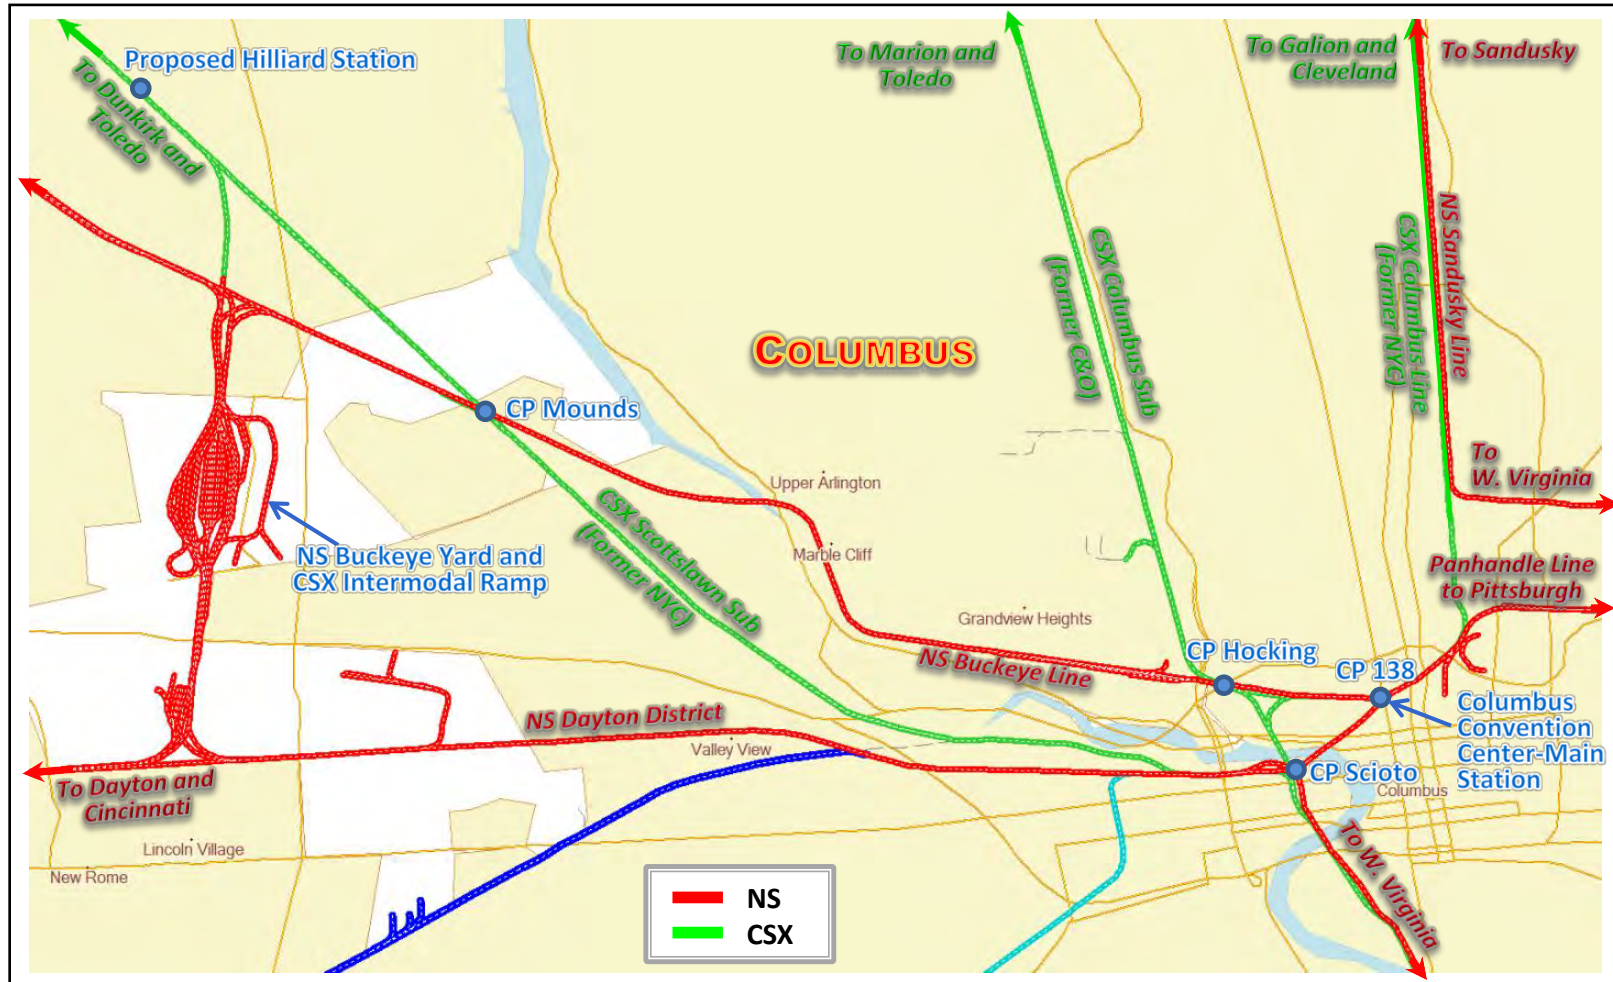 Proposed Hilliard Station
To Dunkirk and
Toledo
To Marion and
Toledo
To Galion and
Cleveland
To Sandusky
CSX Columbus Sub
(Former C&O)
CSX Columbus Line
(Former NYC)
NS Sandusky Line
COLUMBUS
CP Mounds
To
W. Virginia
Upper Arlington
Marble Cliff
NS Buckeye Yard and
CSX Intermodal Ramp
CSX Scottslawn Sub
(Former NYC)
Panhandle Line
to Pittsburgh
Grandview Heights
NS Buckeye Line
CP Hocking
CP 138
Columbus
Convention
Center-Main
Station
NS Dayton District
Valley View
CP Scioto
Columbus
To Dayton and
Cincinnati
Lincoln Village
New Rome
To W. Virginia
NS
CSX